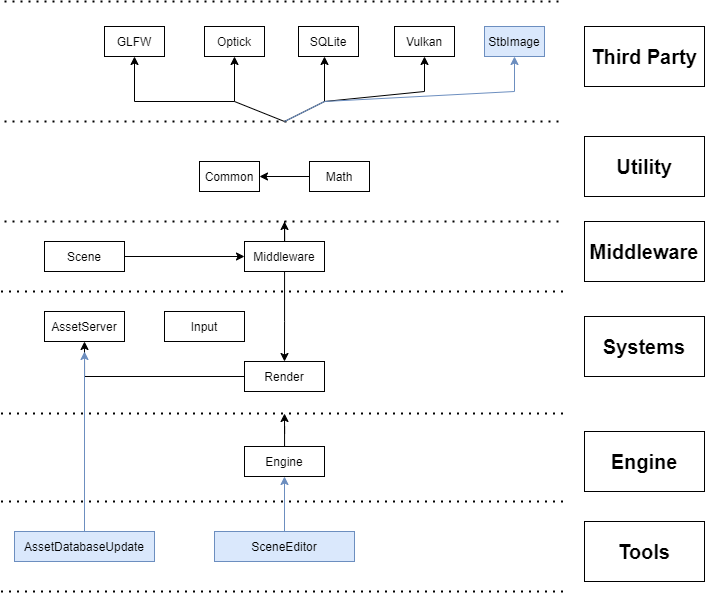 GLFW
Optick
SQLite
Vulkan
StbImage
Third Party
Common
Math
Utility
Scene
Middleware
Middleware
AssetServer
Input
Systems
Render
Engine
Engine
AssetDatabaseUpdate
SceneEditor
Tools